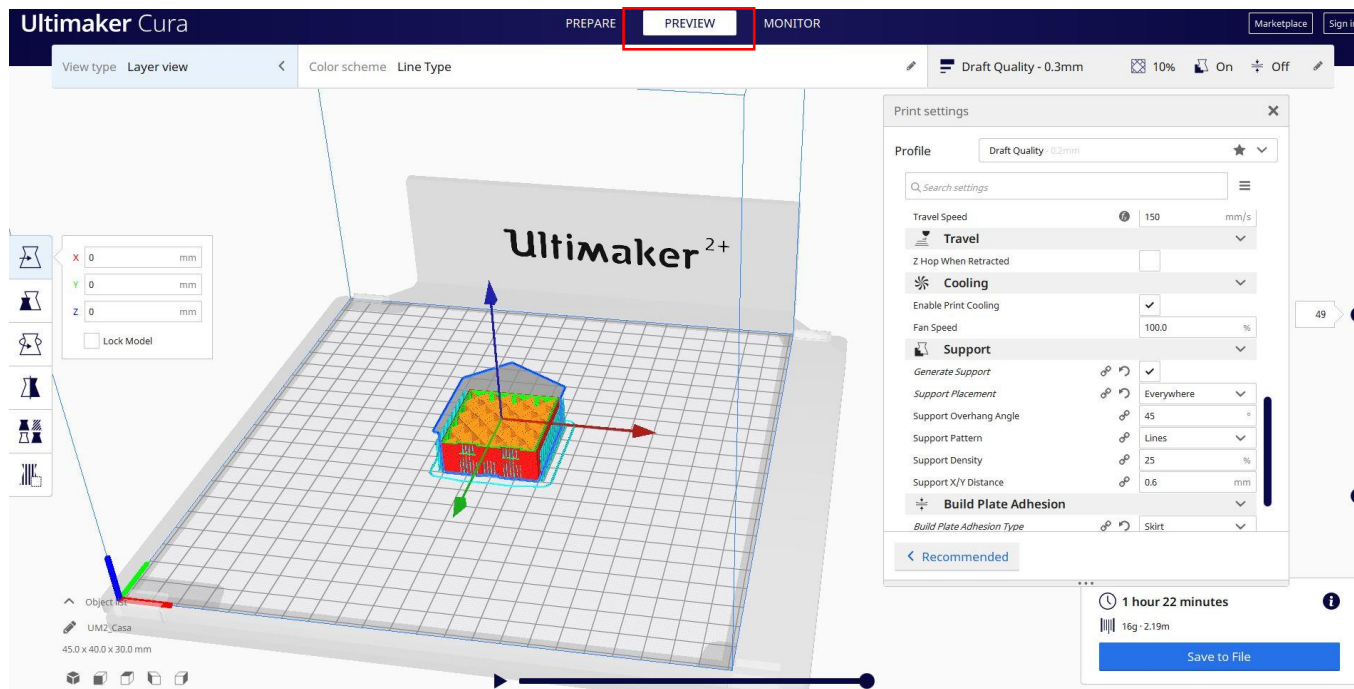 Ultimaker Cura
PREPARE PREVIEW MONITOR
Marketplace
View type Layer view
Color scheme Line Type
Draft Quality - 0.3mm 10% On Off
Print settings
Profile Draft Quality - 0.2mm
Search settings
Travel Speed 150 mm/s
Travel
Z Hop When Retracted
Cooling
Enable Print Cooling
Fan Speed 100.0 %
Support
Generate Support
Support Placement Everywhere
Support Overhang Angle 45 °
Support Pattern Lines
Support Density 25 %
Support X/Y Distance 0.6 mm
Build Plate Adhesion
Build Plate Adhesion Type Skirt
Recommended
X 0 mm
Y 0 mm
Z 0 mm
Lock Model
Ultimaker 2+
49
Object list
UM2_Casa
45.0 x 40.0 x 30.0 mm
1 hour 22 minutes
16g · 2.19m
Save to File